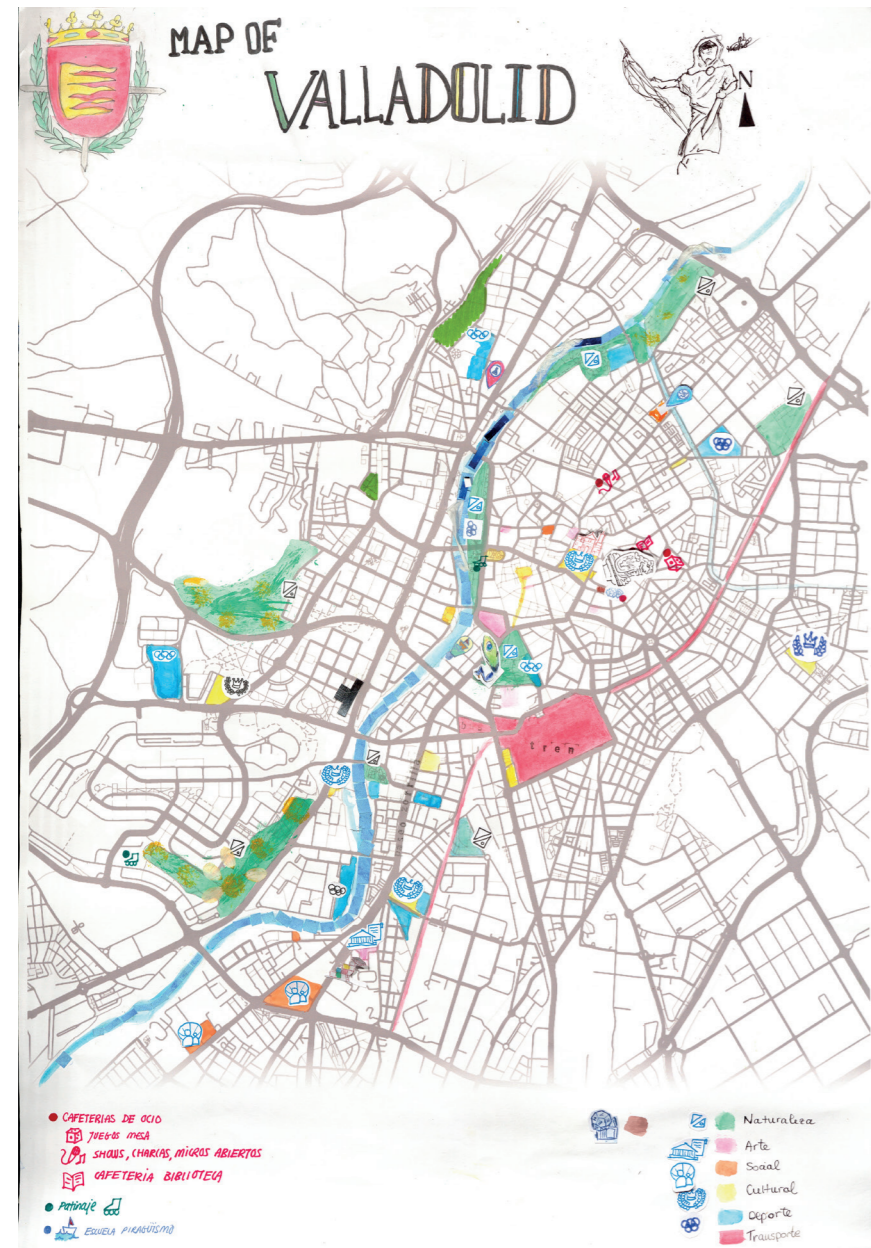 MAP OF
VALLADOLID
N
tren
CAFETERIAS DE OCIO
JUEGOS MESA
SHOWS, CHARLAS, MICROS ABIERTOS
CAFETERIA BIBLIOTECA
Patinaje
ESCUELA PIRAGÜISMO
Naturaleza
Arte
Social
Cultural
Deporte
Transporte